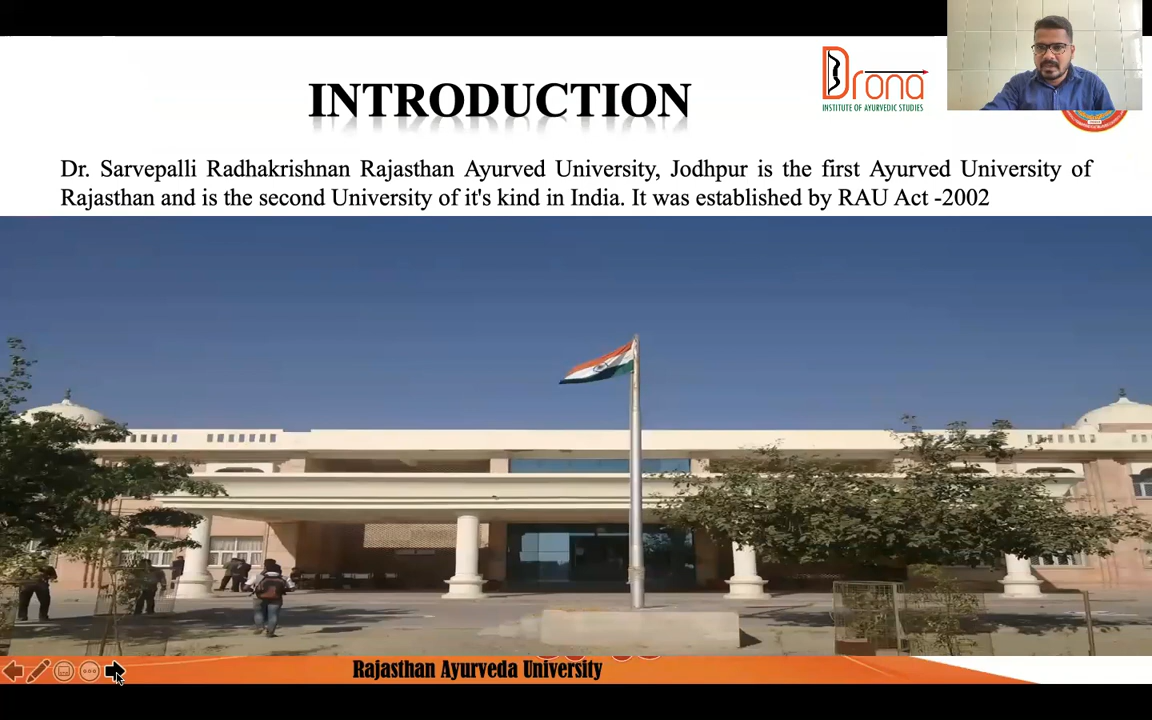 INTRODUCTION
Drona
INSTITUTE OF AYURVEDIC STUDIES
Dr. Sarvepalli Radhakrishnan Rajasthan Ayurved University, Jodhpur is the first Ayurved University of
Rajasthan and is the second University of it's kind in India. It was established by RAU Act -2002
Rajasthan Ayurveda University